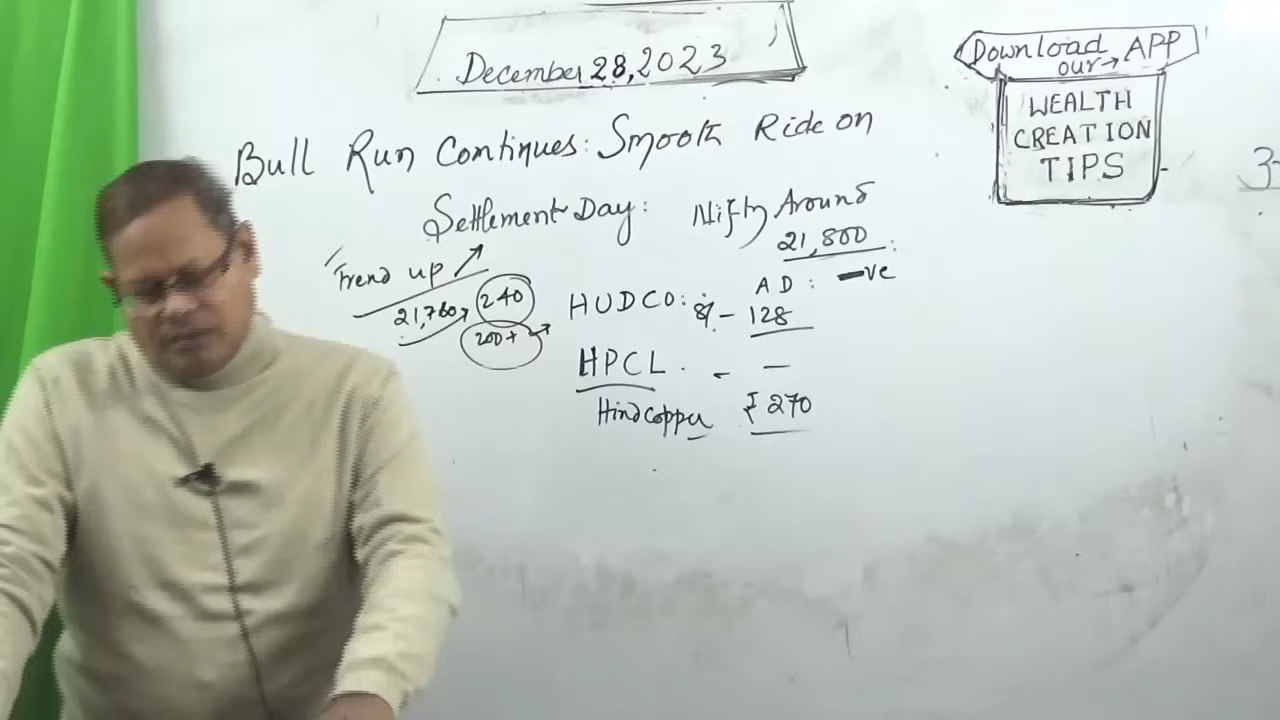 December 28, 2023
Download our → APP
WEALTH
CREATION
TIPS
Bull Run Continues: Smooth Ride on
Settlement Day: Nifty Around
21,800
Trend up
21,760
240
200+
AD: -ve
HUDCO: - 128
HPCL - -
Hindcopper ₹ 270
3